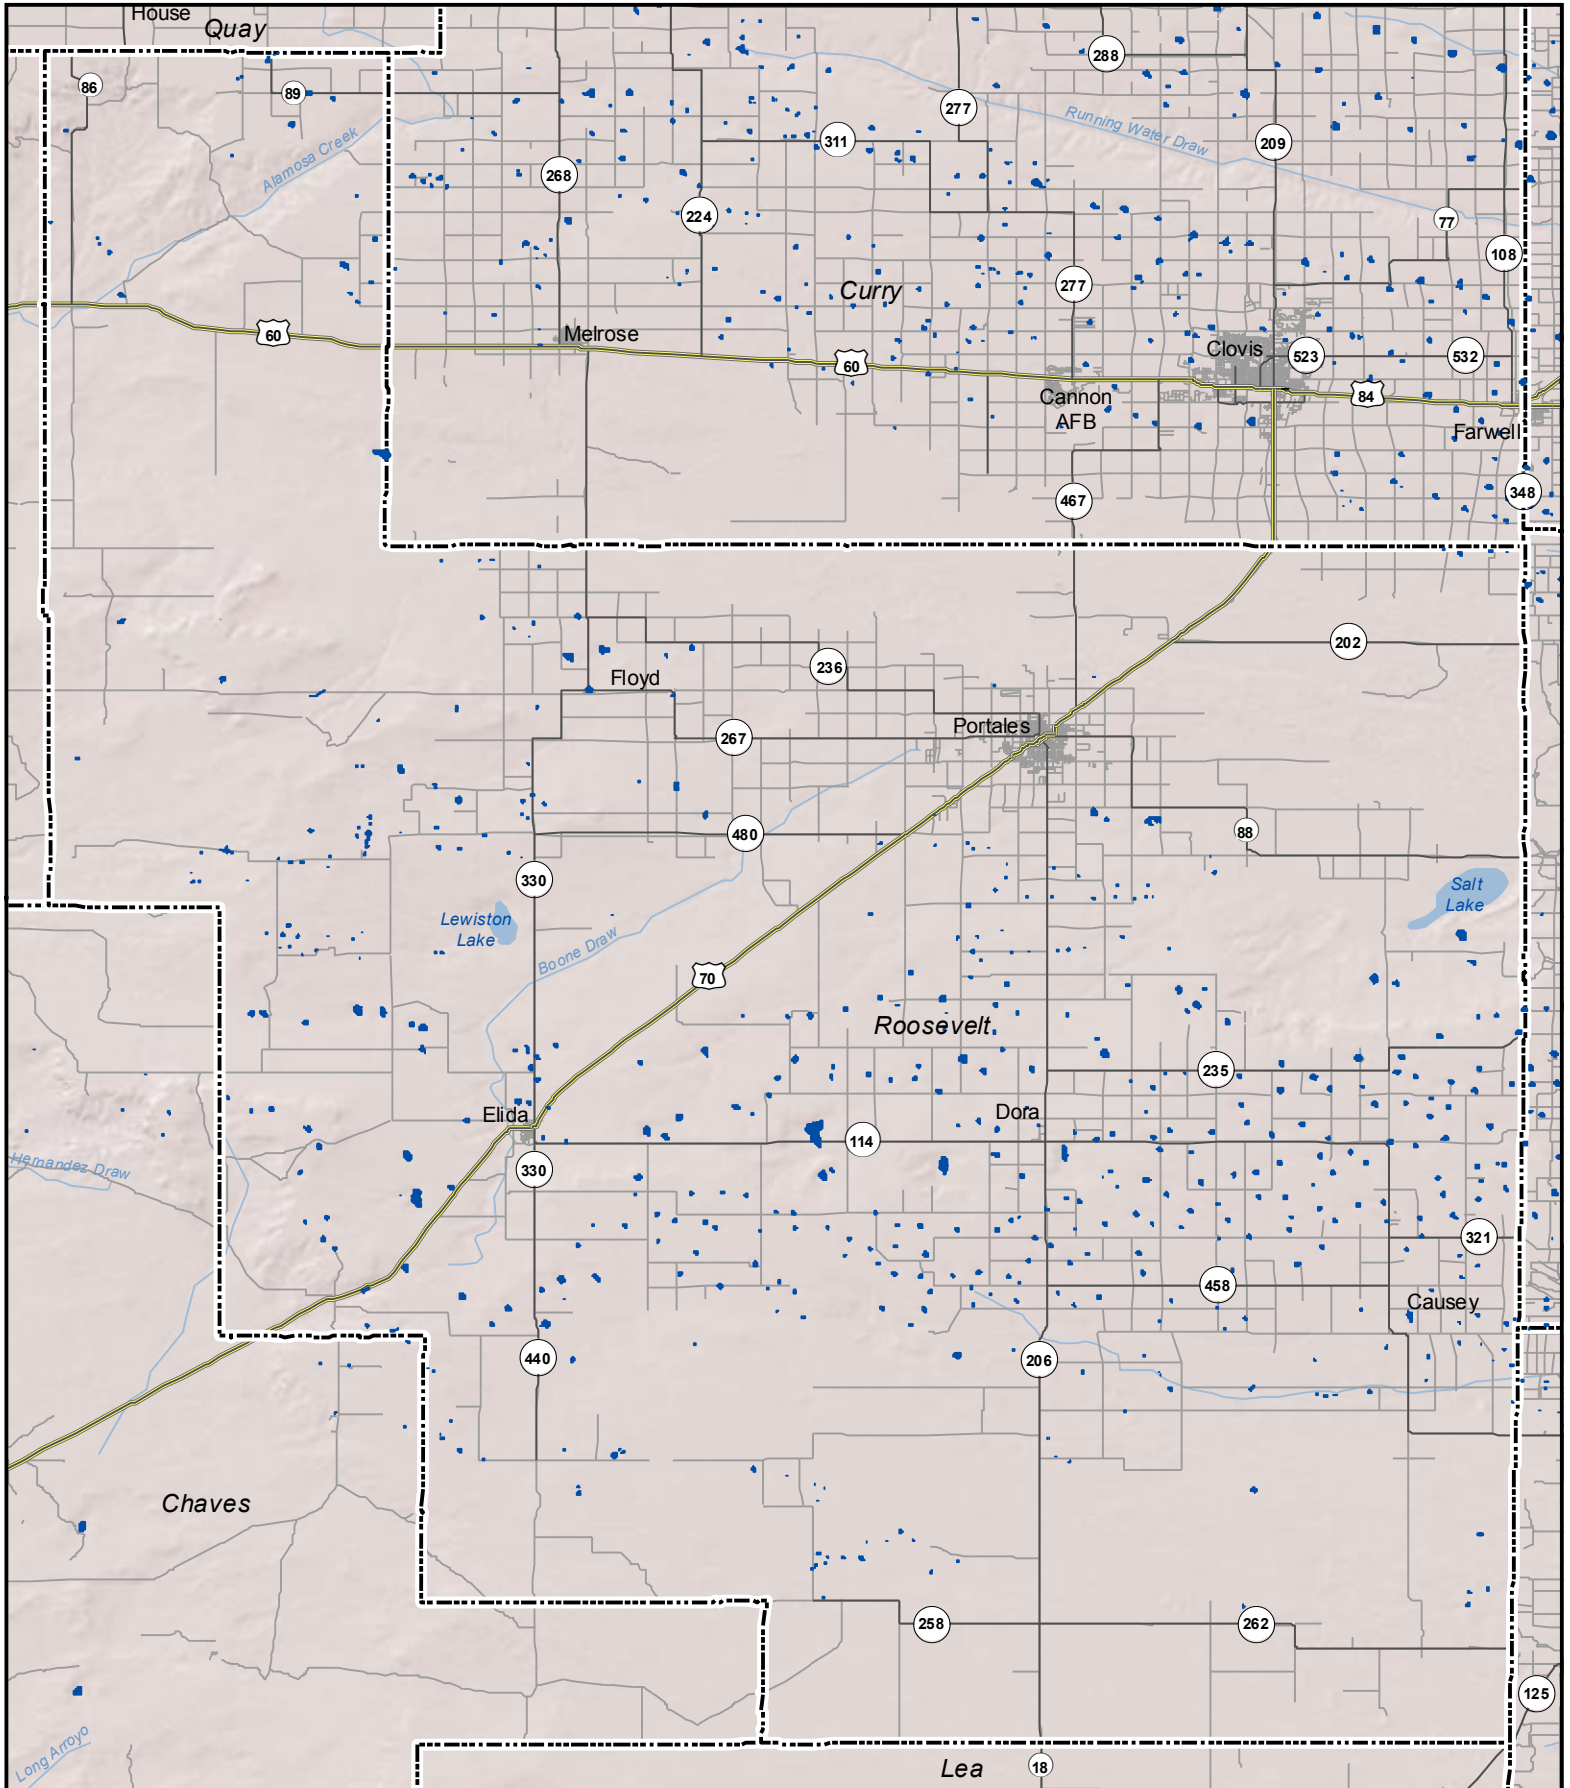 House
Quay
86
89
288
277
Running Water Draw
311
209
Alamosa Creek
268
224
77
108
277
Curry
60
Melrose
60
Clovis
523
532
84
Cannon
AFB
Farwell
467
348
202
236
Floyd
Portales
267
480
88
330
Salt
Lake
Lewiston
Lake
Boone Draw
70
Roosevelt
235
Elida
Dora
114
330
Hernandez Draw
321
458
Causey
440
206
Chaves
258
262
125
Long Arroyo
Lea
18